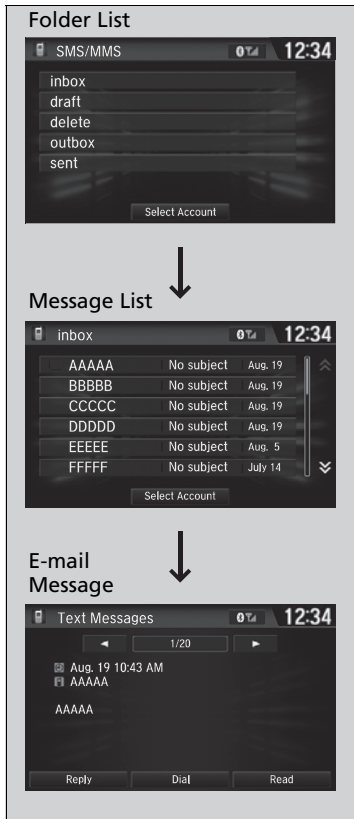 Folder List
SMS/MMS 12:34
inbox
draft
delete
outbox
sent
Select Account
Message List
inbox 12:34
AAAAA No subject Aug. 19
BBBBB No subject Aug. 19
CCCCC No subject Aug. 19
DDDDD No subject Aug. 19
EEEEE No subject Aug. 5
FFFFF No subject July 14
Select Account
E-mail
Message
Text Messages 12:34
1/20
Aug. 19 10:43 AM
AAAAA
AAAAA
Reply Dial Read